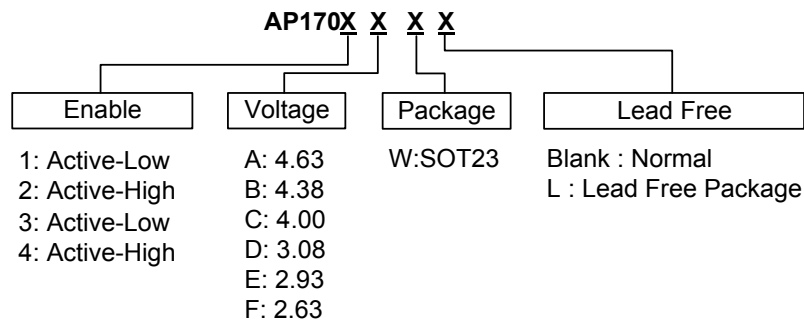 AP170X X X X
Enable
Voltage
Package
Lead Free
1: Active-Low
2: Active-High
3: Active-Low
4: Active-High
A: 4.63
B: 4.38
C: 4.00
D: 3.08
E: 2.93
F: 2.63
W:SOT23
Blank : Normal
L : Lead Free Package